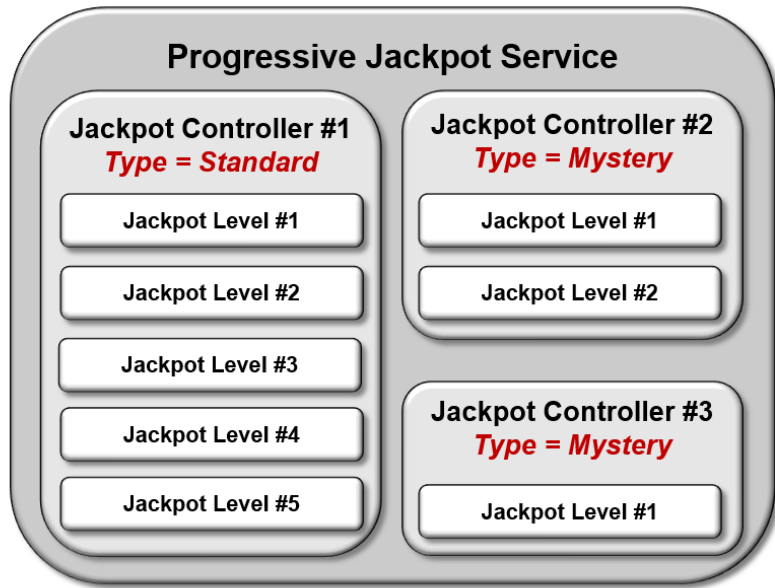 Progressive Jackpot Service
Jackpot Controller #1
Type = Standard
Jackpot Level #1
Jackpot Level #2
Jackpot Level #3
Jackpot Level #4
Jackpot Level #5
Jackpot Controller #2
Type = Mystery
Jackpot Level #1
Jackpot Level #2
Jackpot Controller #3
Type = Mystery
Jackpot Level #1